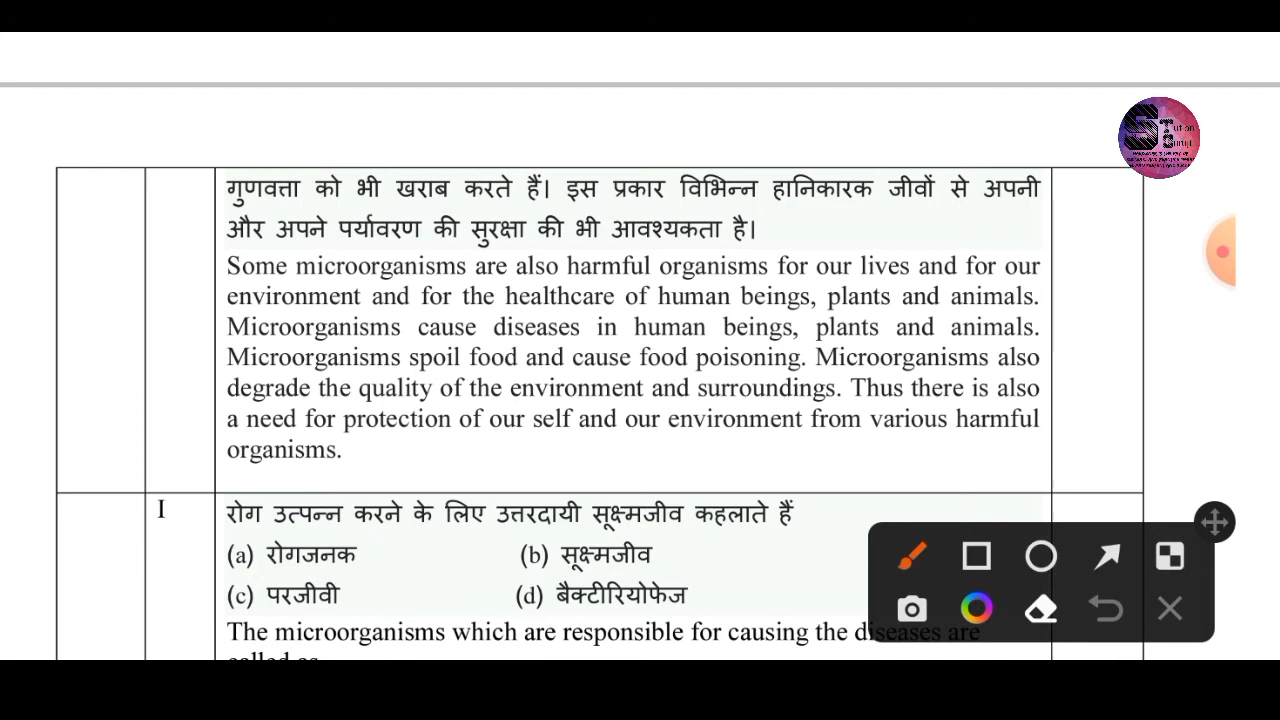 गुणवत्ता को भी खराब करते हैं। इस प्रकार विभिन्न हानिकारक जीवों से अपनी
और अपने पर्यावरण की सुरक्षा की भी आवश्यकता है।
Some microorganisms are also harmful organisms for our lives and for our
environment and for the healthcare of human beings, plants and animals.
Microorganisms cause diseases in human beings, plants and animals.
Microorganisms spoil food and cause food poisoning. Microorganisms also
degrade the quality of the environment and surroundings. Thus there is also
a need for protection of our self and our environment from various harmful
organisms.
I रोग उत्पन्न करने के लिए उत्तरदायी सूक्ष्मजीव कहलाते हैं
(a) रोगजनक (b) सूक्ष्मजीव
(c) परजीवी (d) बैक्टीरियोफेज
The microorganisms which are responsible for causing the diseases are
called as